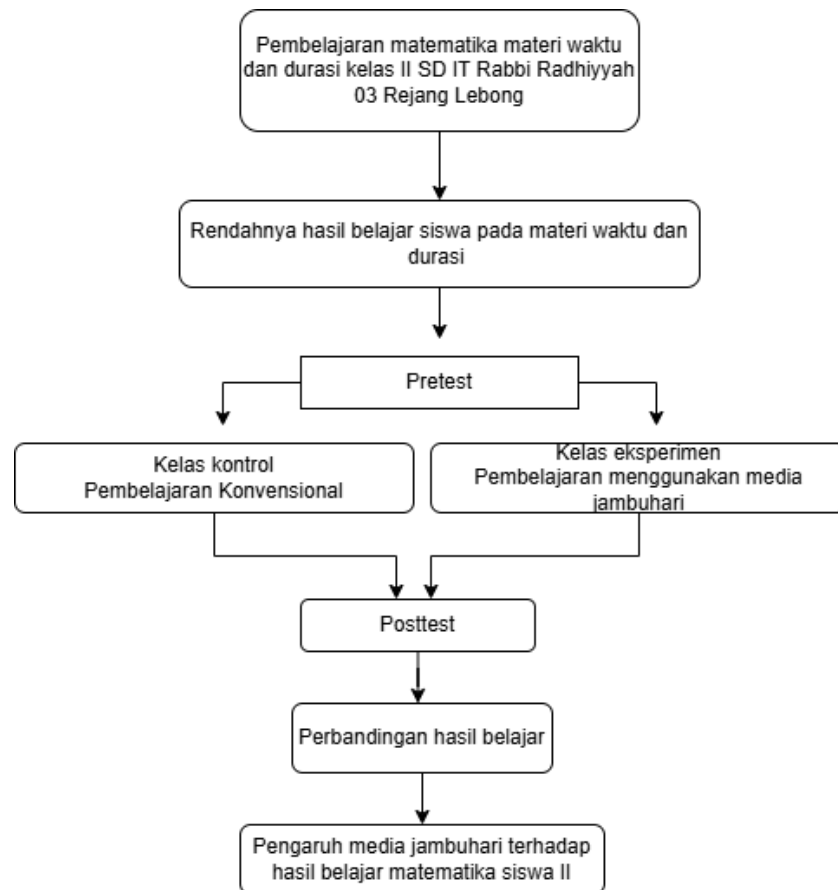 Pembelajaran matematika materi waktu
dan durasi kelas II SD IT Rabbi Radhiyyah
03 Rejang Lebong
Rendahnya hasil belajar siswa pada materi waktu dan
durasi
Pretest
Kelas kontrol
Pembelajaran Konvensional
Kelas eksperimen
Pembelajaran menggunakan media
jambuhari
Posttest
Perbandingan hasil belajar
Pengaruh media jambuhari terhadap
hasil belajar matematika siswa II